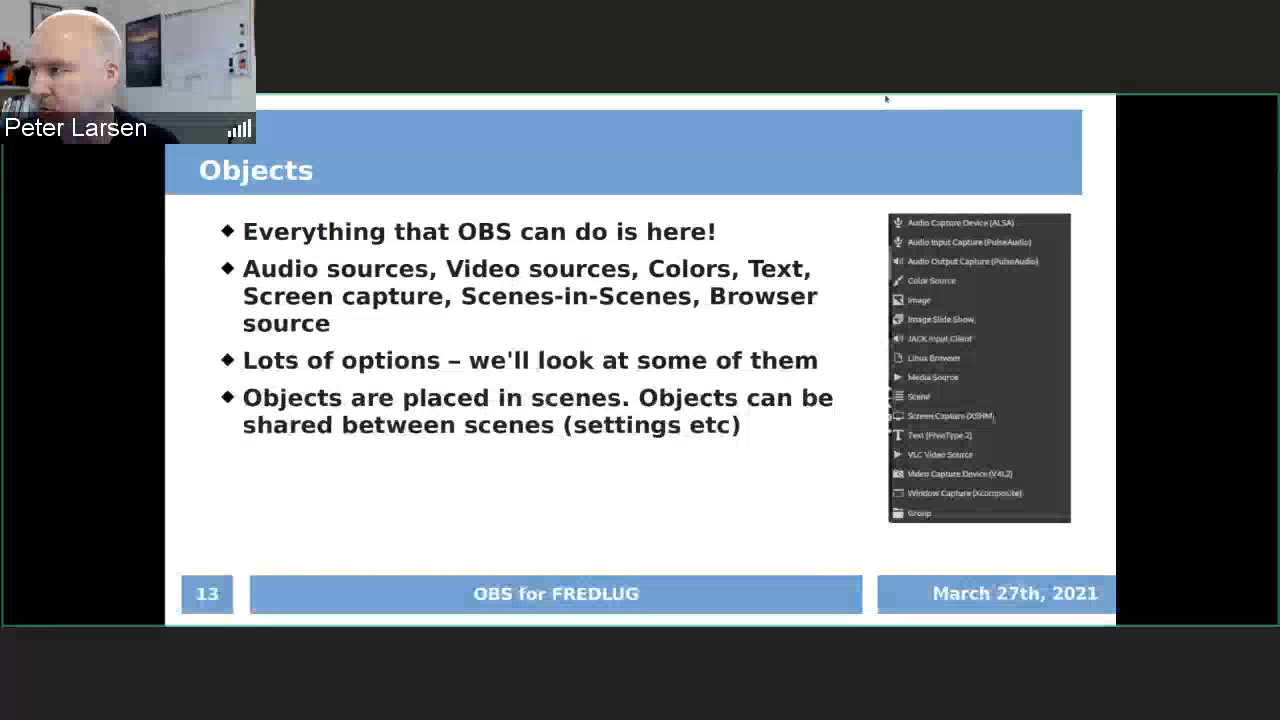 Peter Larsen
Objects
Everything that OBS can do is here!
Audio sources, Video sources, Colors, Text,
Screen capture, Scenes-in-Scenes, Browser
source
Lots of options – we'll look at some of them
Objects are placed in scenes. Objects can be
shared between scenes (settings etc)
Audio Capture Device (ALSA)
Audio Input Capture (PulseAudio)
Audio Output Capture (PulseAudio)
Color Source
Image
Image Slide Show
JACK Input Client
Linux Browser
Media Source
Scene
Screen Capture (XSHM)
Text (FreeType 2)
VLC Video Source
Video Capture Device (V4L2)
Window Capture (Xcomposite)
Group
13
OBS for FREDLUG
March 27th, 2021